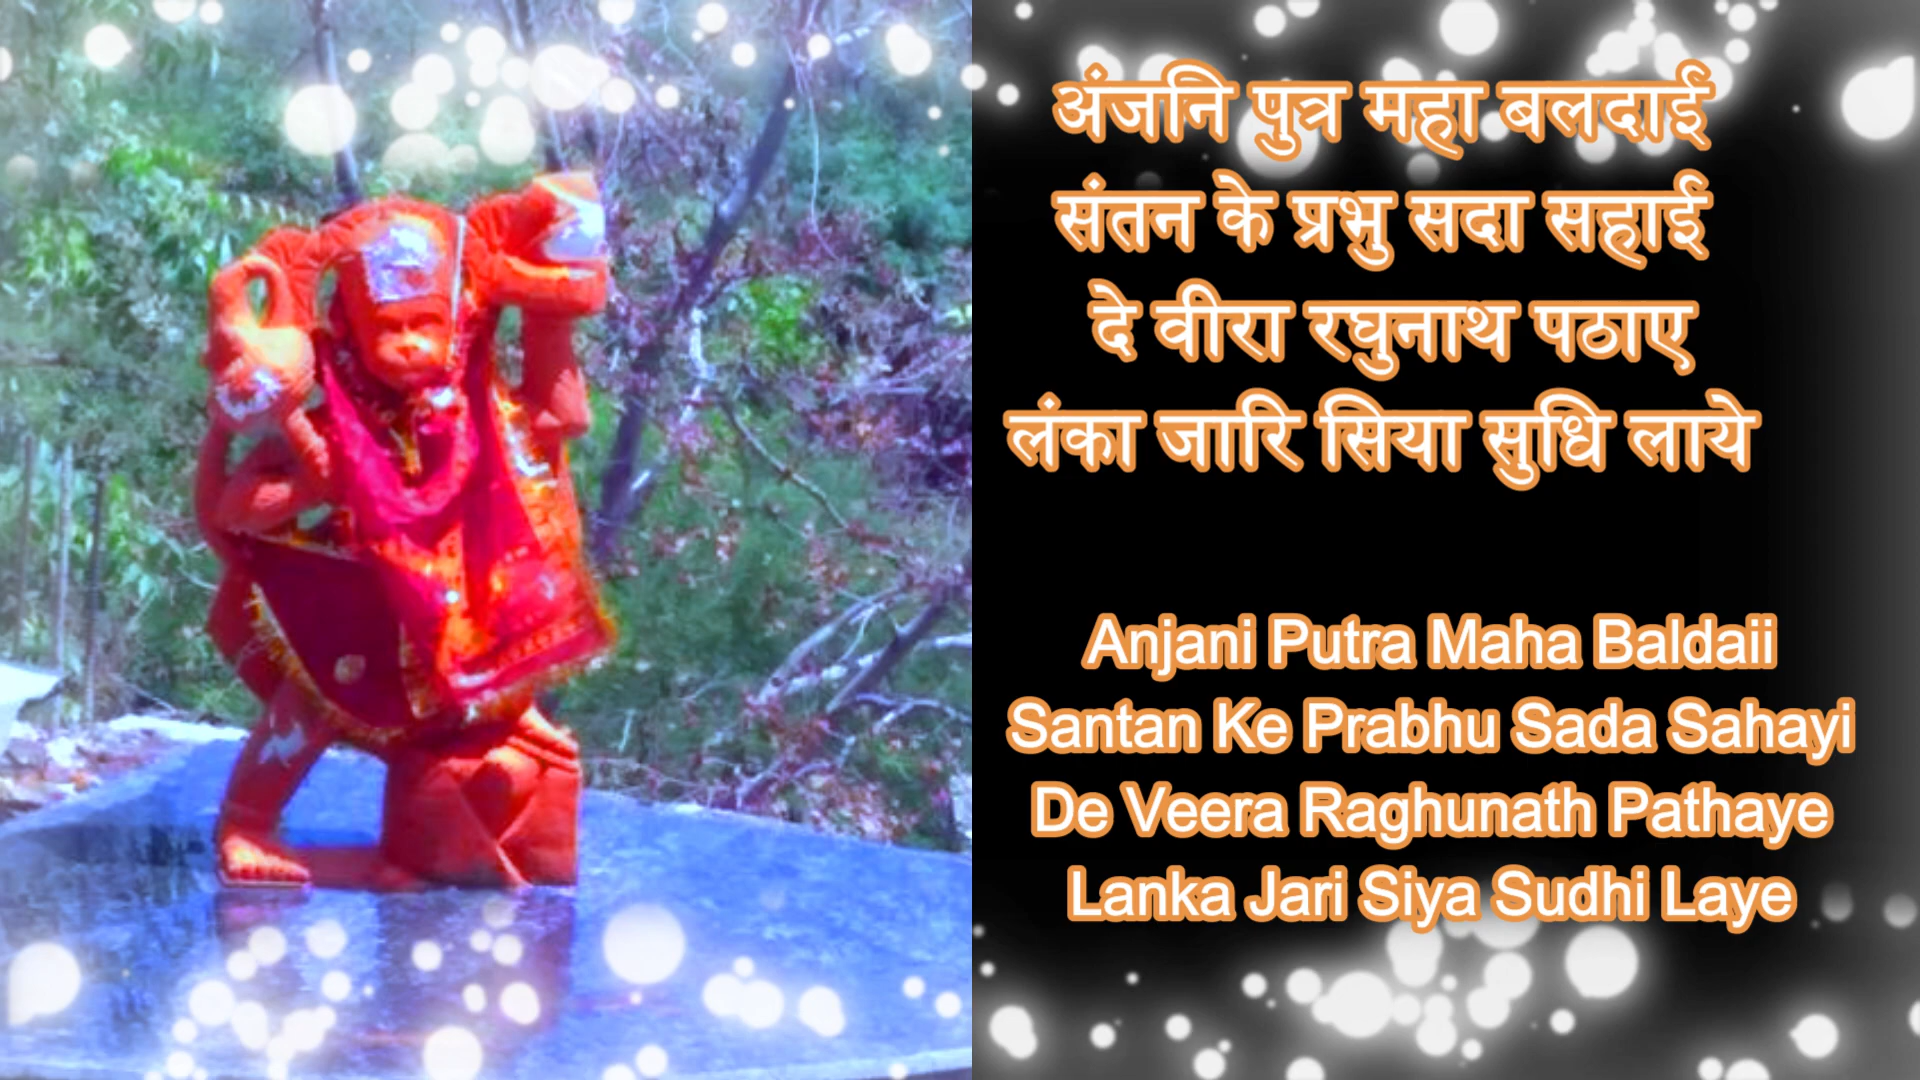 अंजनि पुत्र महा बलदाई
संतन के प्रभु सदा सहाई
दे वीरा रघुनाथ पठाए
लंका जारि सिया सुधि लाये
Anjani Putra Maha Baldaii
Santan Ke Prabhu Sada Sahayi
De Veera Raghunath Pathaye
Lanka Jari Siya Sudhi Laye